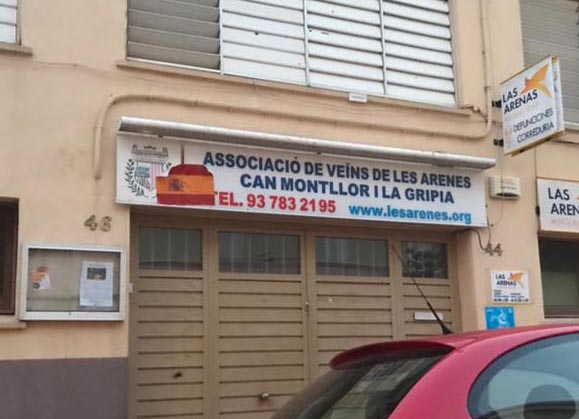 ASSOCIACIÓ DE VEÏNS DE LES ARENES
CAN MONTLLOR I LA GRIPIA
TEL. 93 783 21 95 www.lesarenes.org
LAS
ARENAS
DEFUNCIONES
CORREDURIA
LAS
ARENAS
46
44
LAS
ARENAS